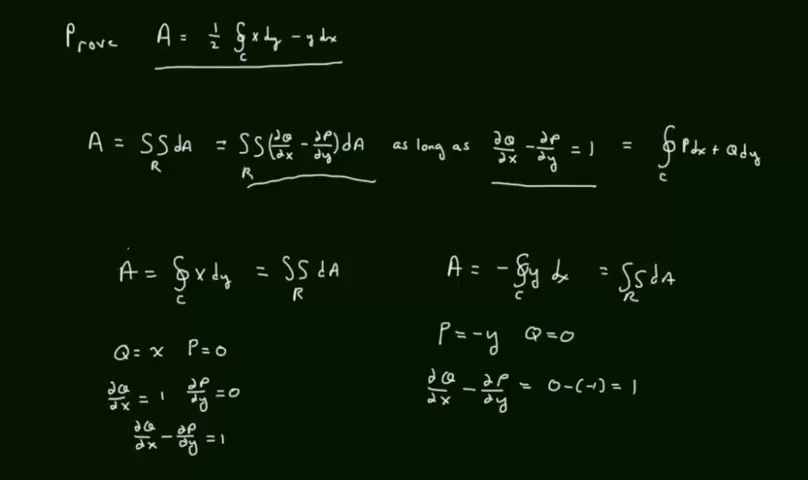 Prove A = 1/2 ∮_C x dy − y dx
A = ∬_R dA = ∬_R (∂Q/∂x − ∂P/∂y) dA as long as ∂Q/∂x − ∂P/∂y = 1 = ∮_C P dx + Q dy
A = ∮_C x dy = ∬_R dA
Q = x P = 0
∂Q/∂x = 1 ∂P/∂y = 0
∂Q/∂x − ∂P/∂y = 1
A = − ∮_C y dx = ∬_R dA
P = −y Q = 0
∂Q/∂x − ∂P/∂y = 0 − (−1) = 1